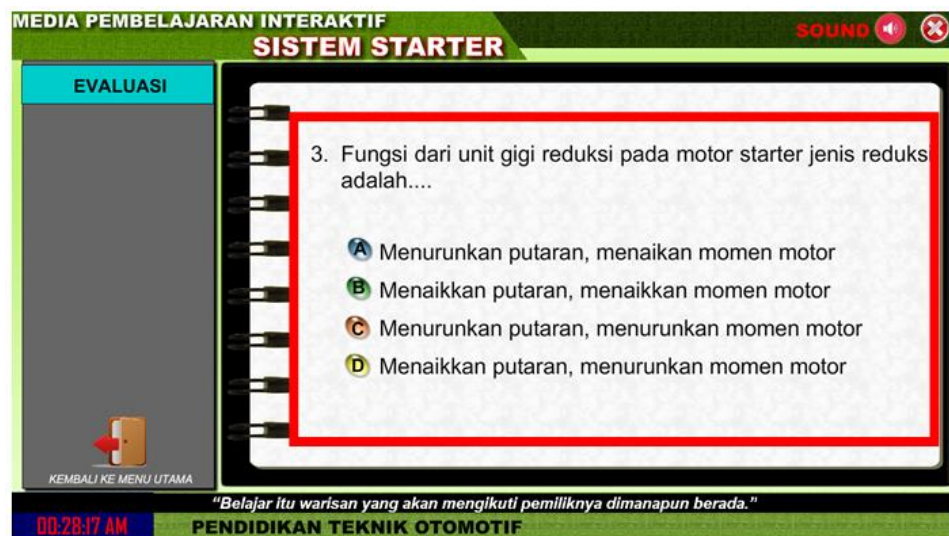 MEDIA PEMBELAJARAN INTERAKTIF
SISTEM STARTER
SOUND
EVALUASI
3. Fungsi dari unit gigi reduksi pada motor starter jenis reduksi
adalah....
A Menurunkan putaran, menaikan momen motor
B Menaikkan putaran, menaikkan momen motor
C Menurunkan putaran, menurunkan momen motor
D Menaikkan putaran, menurunkan momen motor
KEMBALI KE MENU UTAMA
“Belajar itu warisan yang akan mengikuti pemiliknya dimanapun berada.”
00:28:17 AM
PENDIDIKAN TEKNIK OTOMOTIF